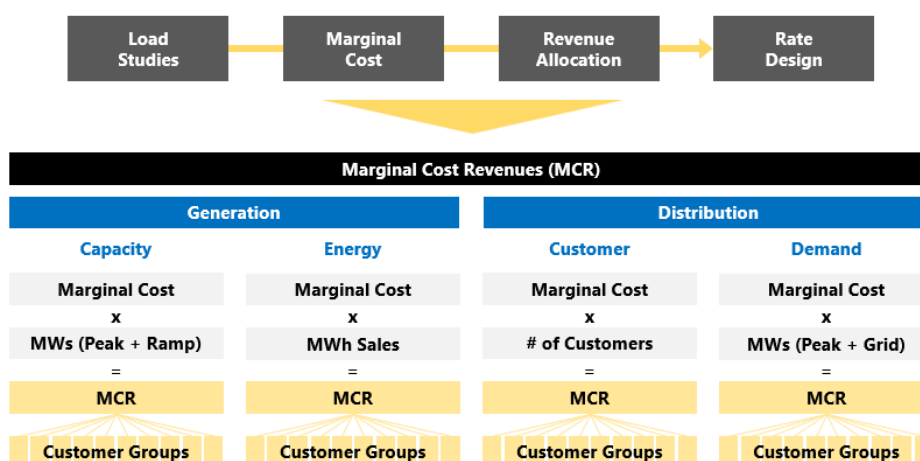 Load
Studies
Marginal
Cost
Revenue
Allocation
Rate
Design
Marginal Cost Revenues (MCR)
Generation
Distribution
Capacity
Energy
Customer
Demand
Marginal Cost
Marginal Cost
Marginal Cost
Marginal Cost
x
x
x
x
MWs (Peak + Ramp)
MWh Sales
# of Customers
MWs (Peak + Grid)
=
=
=
=
MCR
MCR
MCR
MCR
Customer Groups
Customer Groups
Customer Groups
Customer Groups